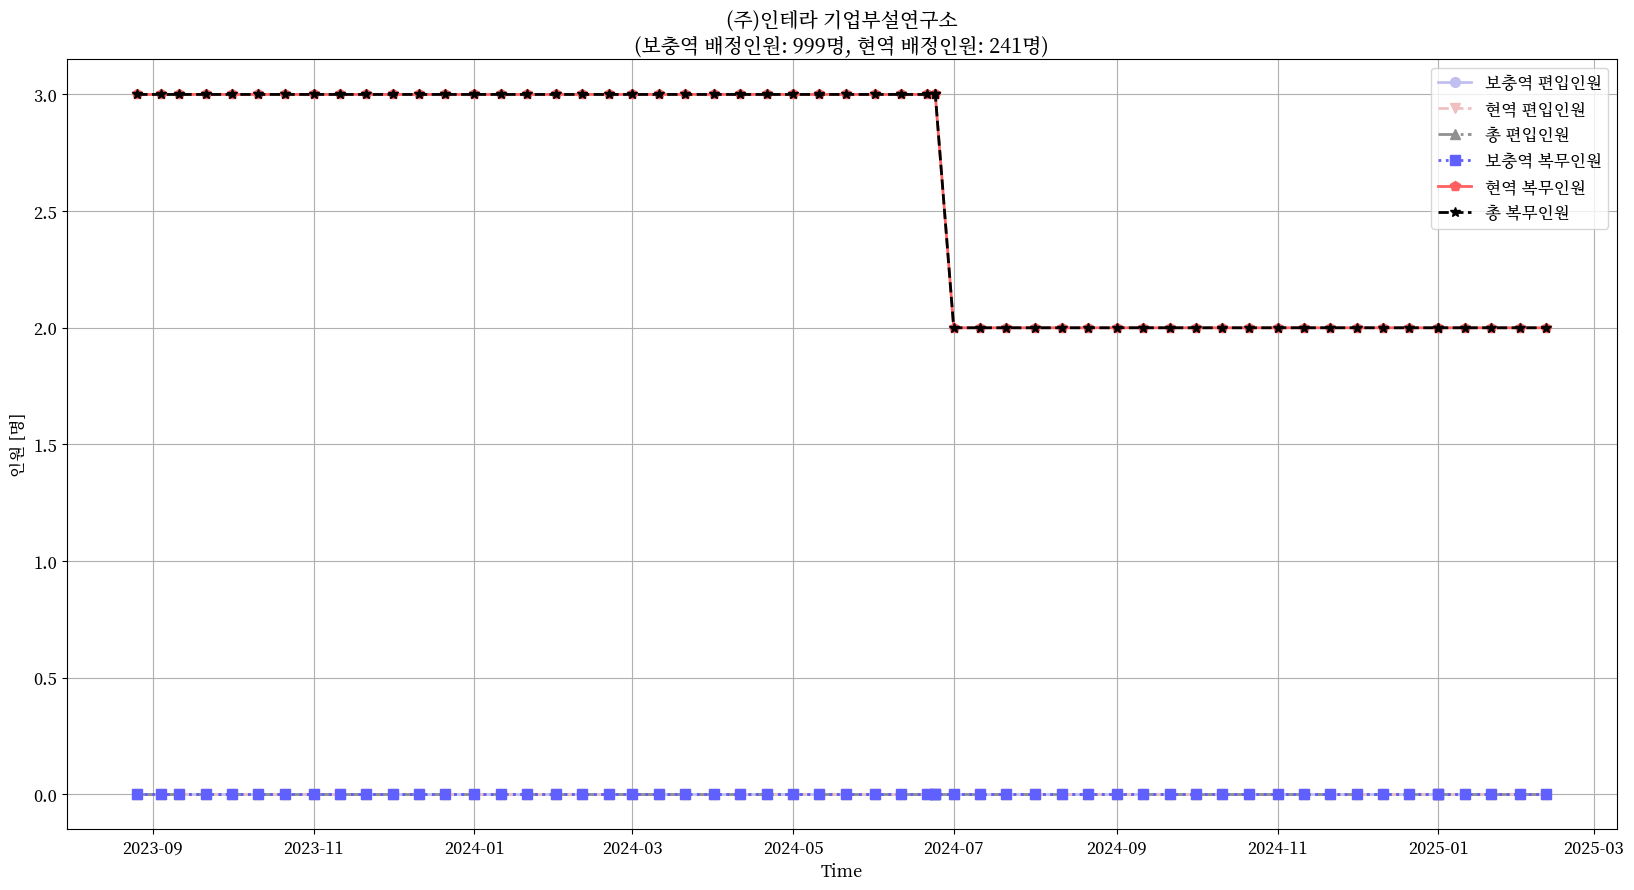 (주)인테라 기업부설연구소
(보충역 배정인원: 999명, 현역 배정인원: 241명)
보충역 편입인원
현역 편입인원
총 편입인원
보충역 복무인원
현역 복무인원
총 복무인원
인원 [명]
3.0
2.5
2.0
1.5
1.0
0.5
0.0
2023-09 2023-11 2024-01 2024-03 2024-05 2024-07 2024-09 2024-11 2025-01 2025-03
Time